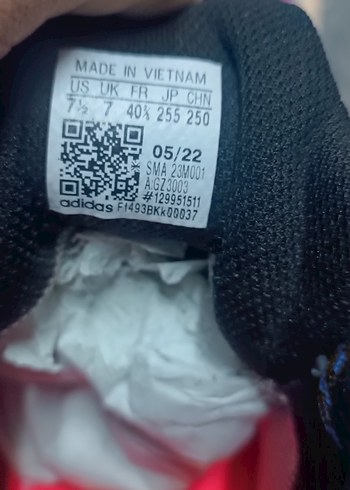 MADE IN VIETNAM
US UK FR JP CHN
7½ 7 40⅔ 255 250
05/22
SMA 23M001
A:GZ3003
#129951511
adidas Ff493BKk00037